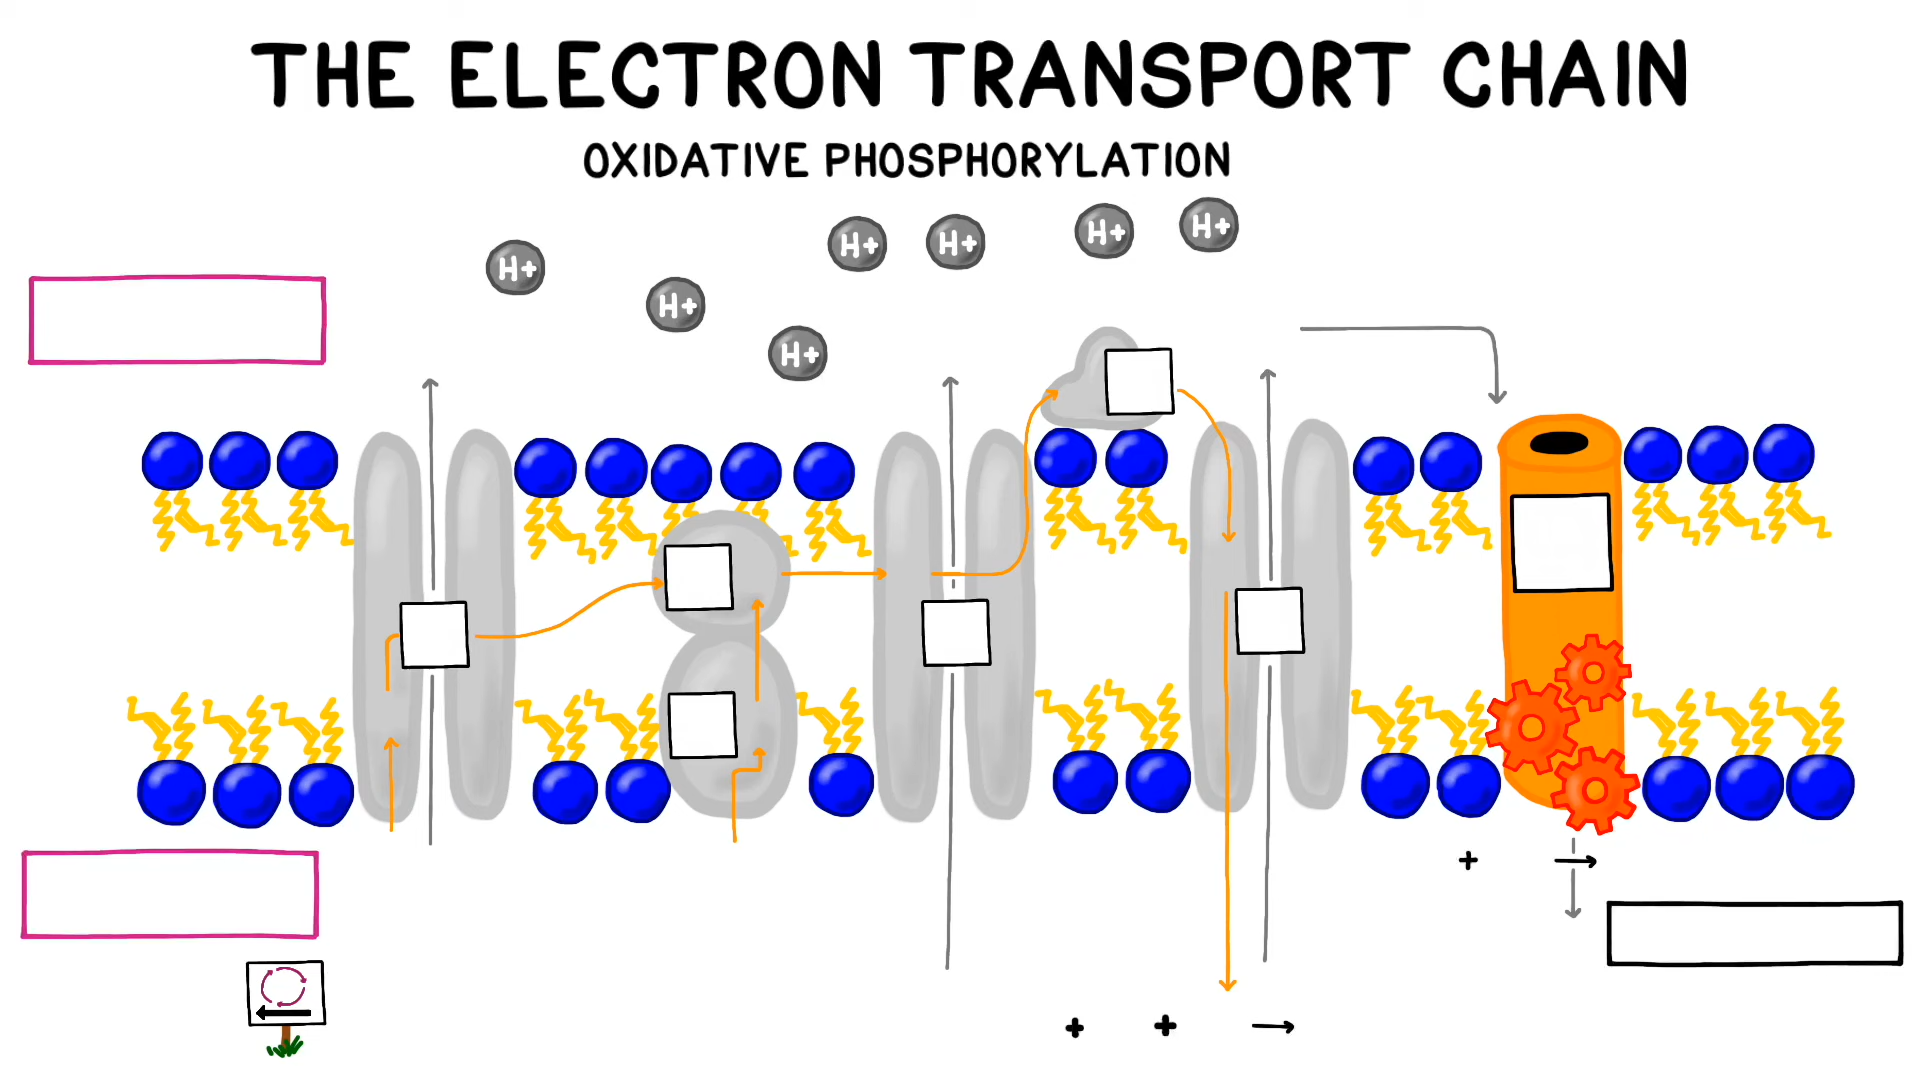 THE ELECTRON TRANSPORT CHAIN
OXIDATIVE PHOSPHORYLATION
H+ H+ H+ H+
H+
H+
H+
+ →
+ + →